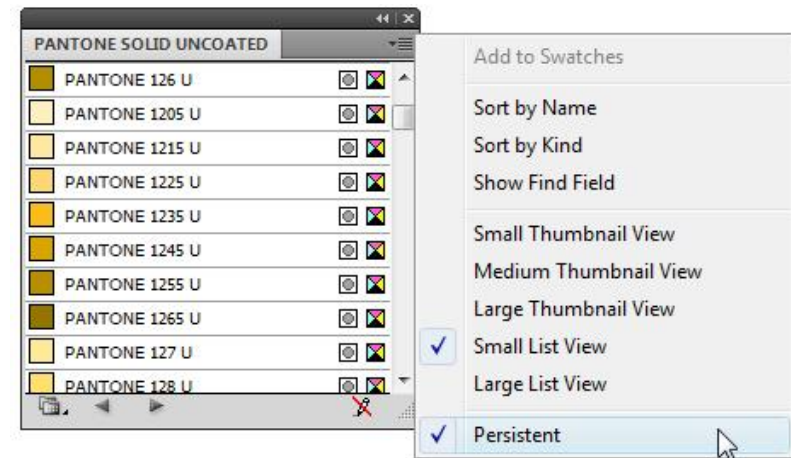 PANTONE SOLID UNCOATED
PANTONE 126 U
PANTONE 1205 U
PANTONE 1215 U
PANTONE 1225 U
PANTONE 1235 U
PANTONE 1245 U
PANTONE 1255 U
PANTONE 1265 U
PANTONE 127 U
PANTONE 128 U
Add to Swatches
Sort by Name
Sort by Kind
Show Find Field
Small Thumbnail View
Medium Thumbnail View
Large Thumbnail View
Small List View
Large List View
Persistent